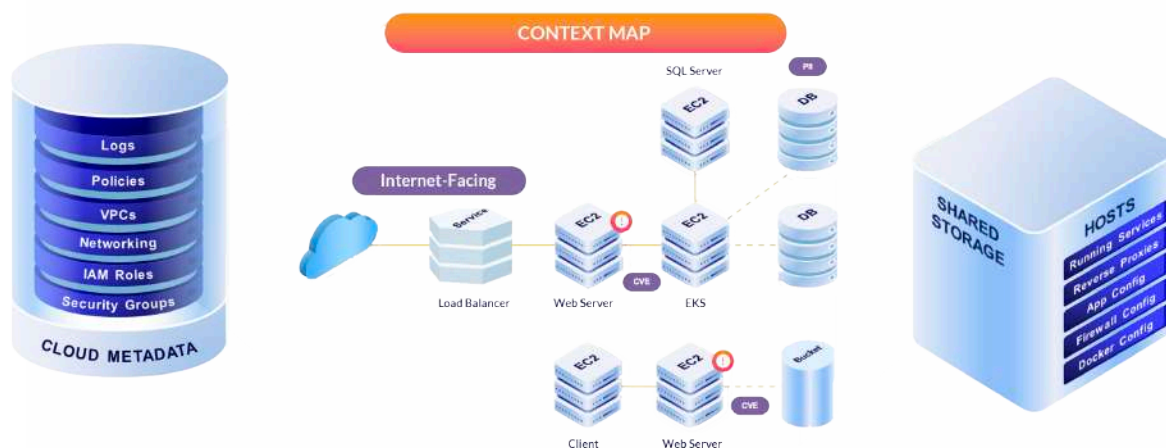 CONTEXT MAP
SQL Server
PII
EC2
DB
Logs
Policies
VPCs
Networking
IAM Roles
Security Groups
CLOUD METADATA
Internet-Facing
Service
EC2
EC2
DB
CVE
Load Balancer
Web Server
EKS
EC2
EC2
Bucket
CVE
Client
Web Server
SHARED
STORAGE
HOSTS
Running Services
Reverse Proxies
App Config
Firewall Config
Docker Config